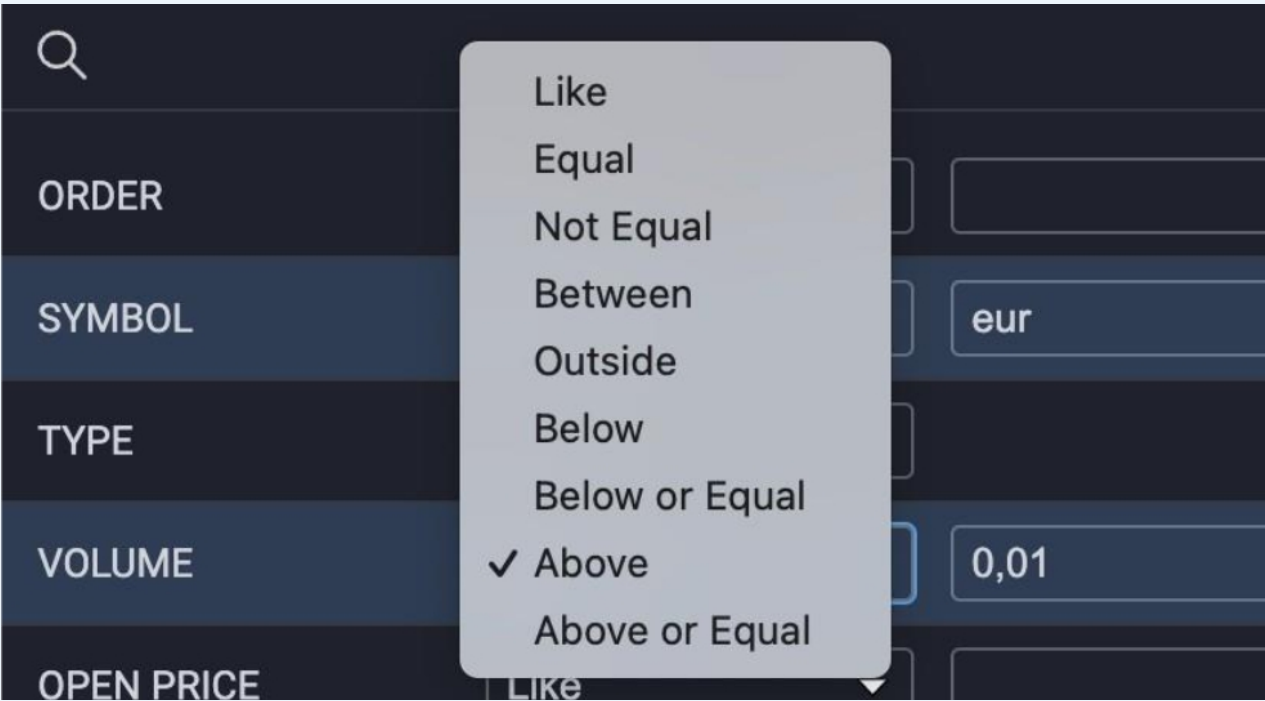 Like
Equal
ORDER
Not Equal
Between
SYMBOL
eur
Outside
Below
TYPE
Below or Equal
VOLUME
✓ Above
0,01
Above or Equal
OPEN PRICE
Like